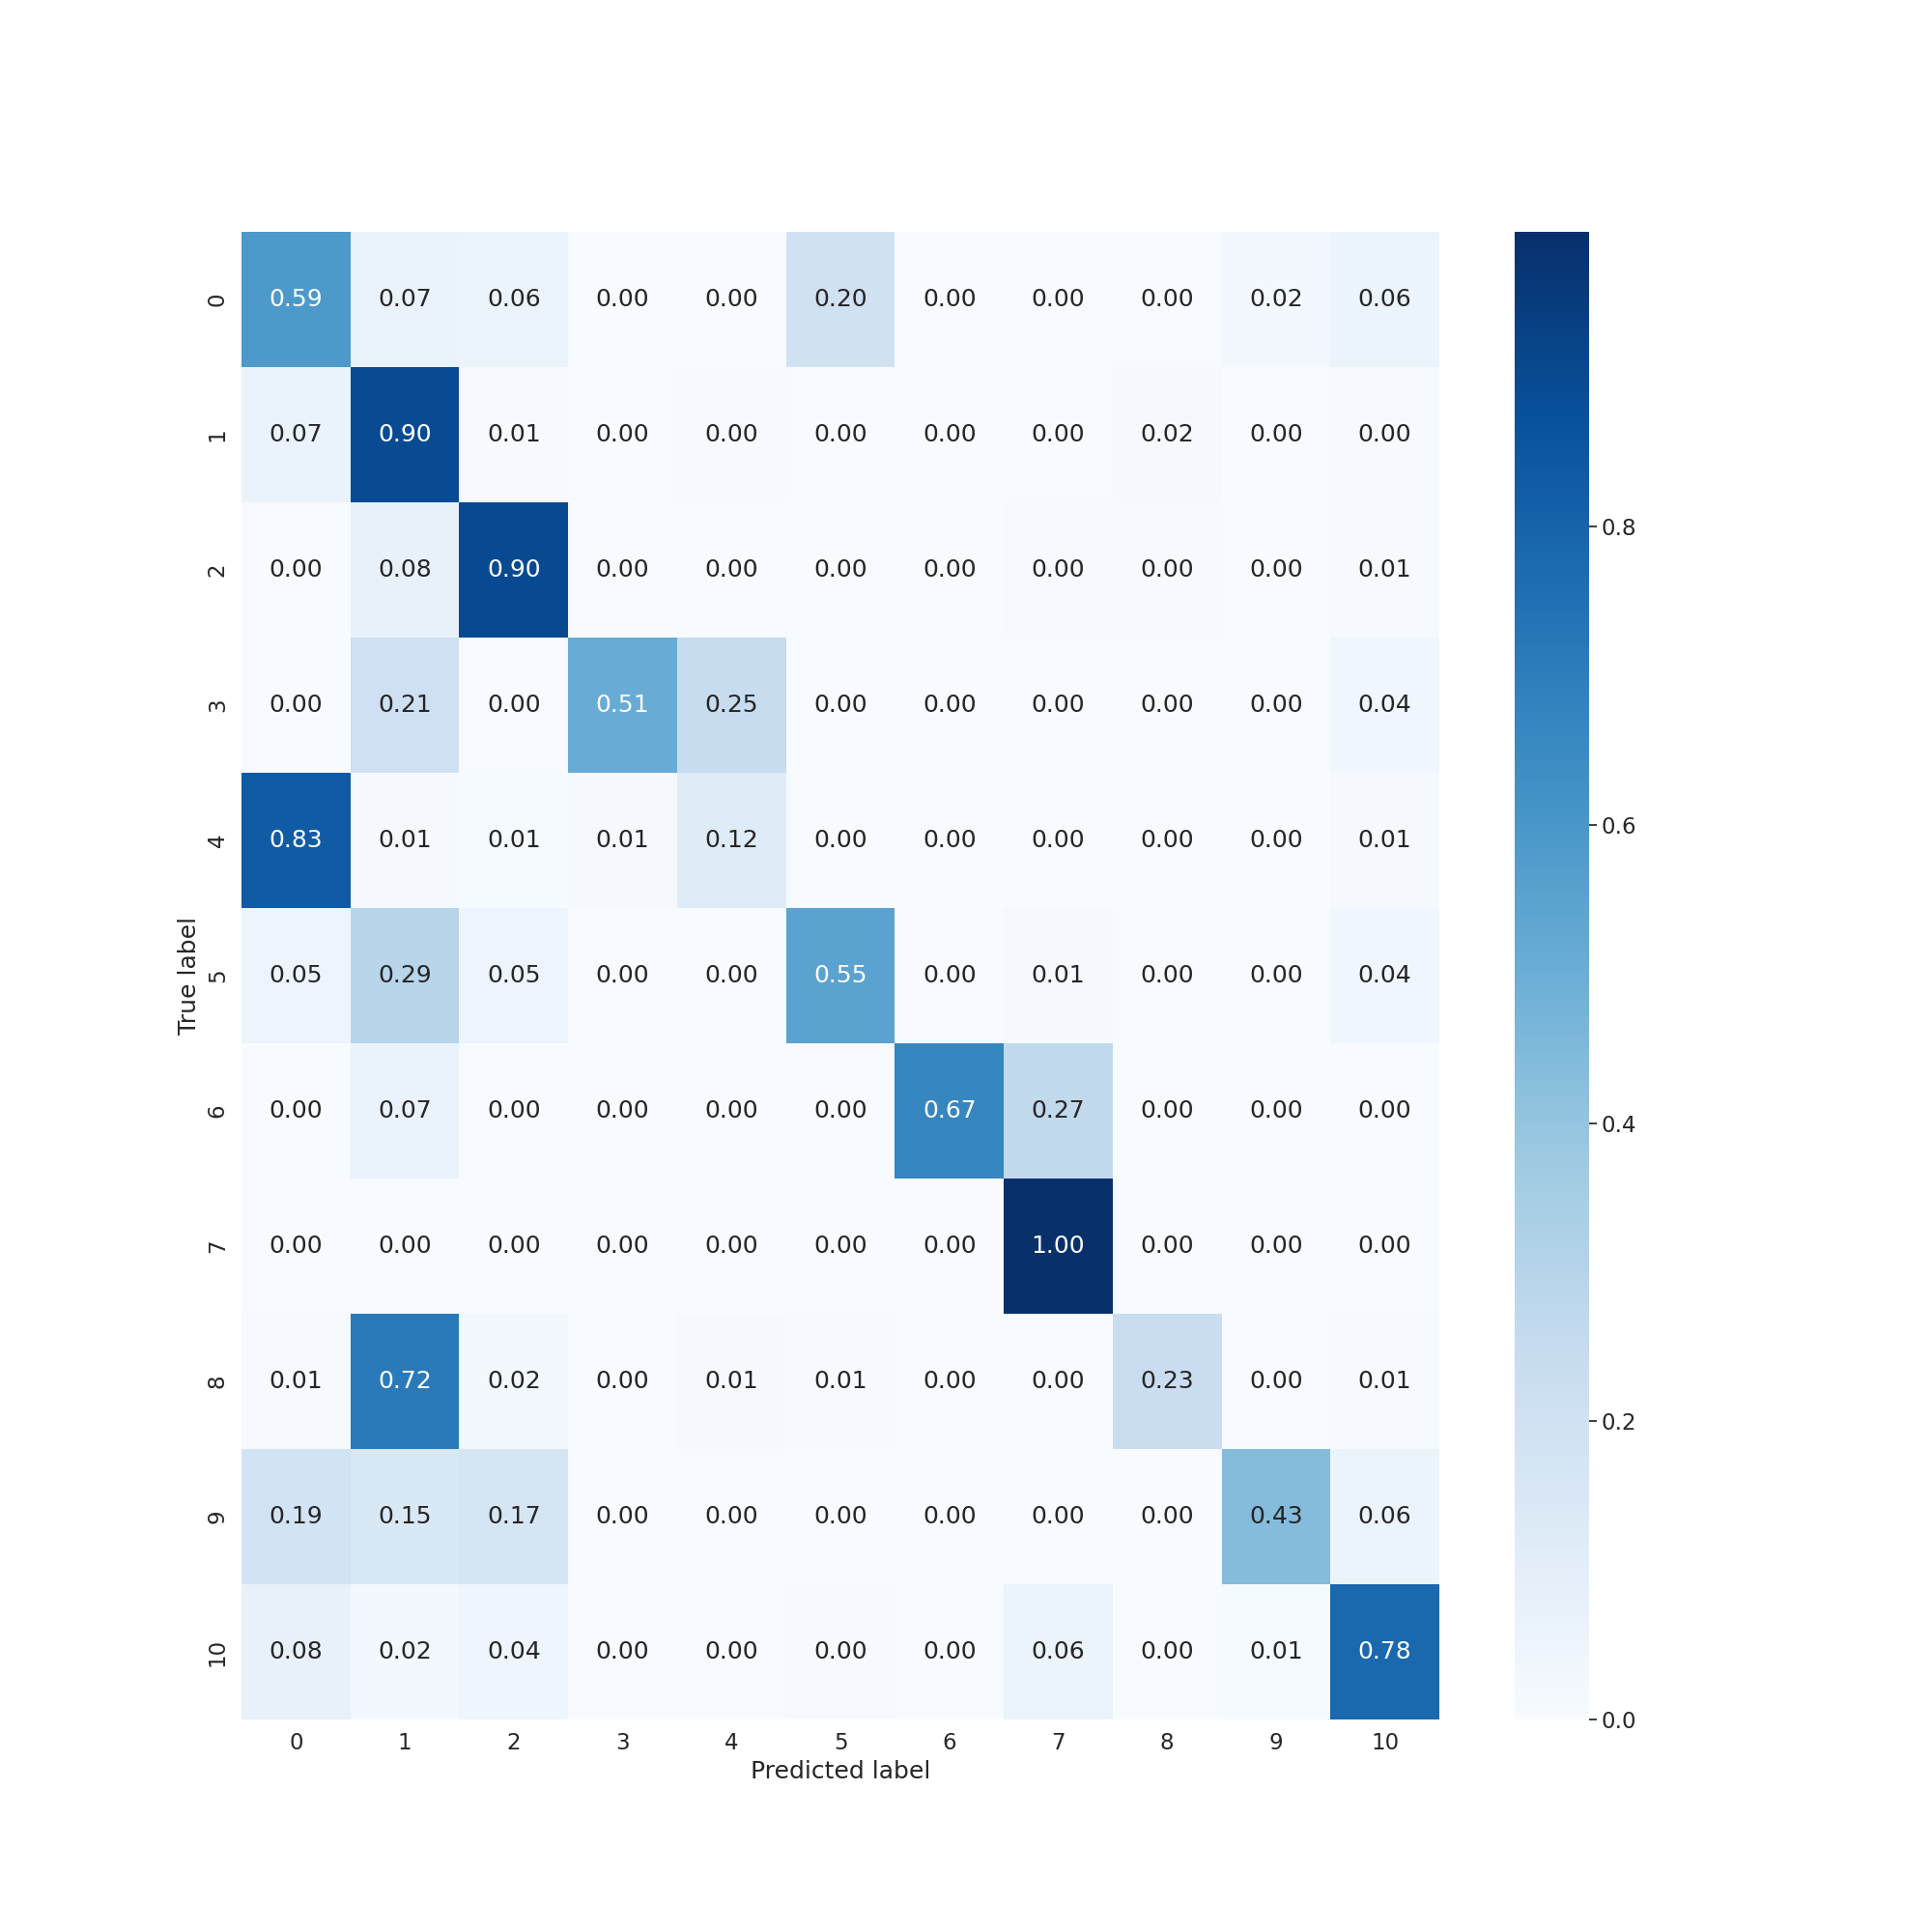 0 0.59 0.07 0.06 0.00 0.00 0.20 0.00 0.00 0.00 0.02 0.06
1 0.07 0.90 0.01 0.00 0.00 0.00 0.00 0.00 0.02 0.00 0.00
2 0.00 0.08 0.90 0.00 0.00 0.00 0.00 0.00 0.00 0.00 0.01
3 0.00 0.21 0.00 0.51 0.25 0.00 0.00 0.00 0.00 0.00 0.04
4 0.83 0.01 0.01 0.01 0.12 0.00 0.00 0.00 0.00 0.00 0.01
5 0.05 0.29 0.05 0.00 0.00 0.55 0.00 0.01 0.00 0.00 0.04
6 0.00 0.07 0.00 0.00 0.00 0.00 0.67 0.27 0.00 0.00 0.00
7 0.00 0.00 0.00 0.00 0.00 0.00 0.00 1.00 0.00 0.00 0.00
8 0.01 0.72 0.02 0.00 0.01 0.01 0.00 0.00 0.23 0.00 0.01
9 0.19 0.15 0.17 0.00 0.00 0.00 0.00 0.00 0.00 0.43 0.06
10 0.08 0.02 0.04 0.00 0.00 0.00 0.00 0.06 0.00 0.01 0.78
0 1 2 3 4 5 6 7 8 9 10
Predicted label
True label
0.8
0.6
0.4
0.2
0.0